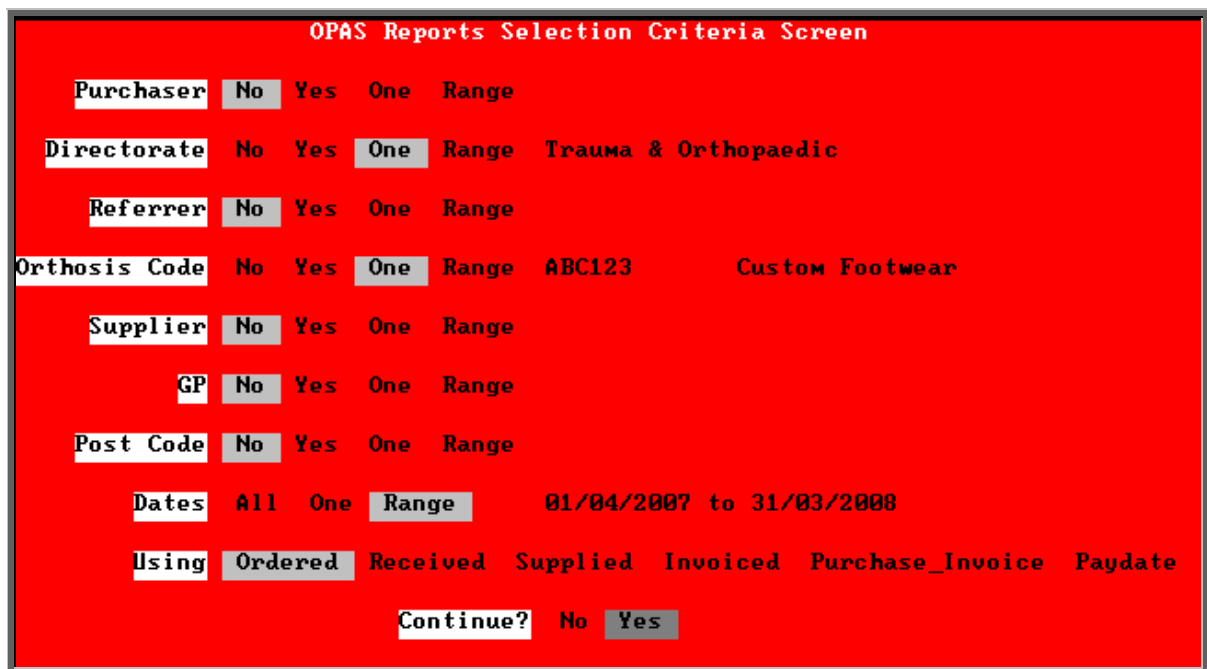 OPAS Reports Selection Criteria Screen
Purchaser No Yes One Range
Directorate No Yes One Range Trauma & Orthopaedic
Referrer No Yes One Range
Orthosis Code No Yes One Range ABC123 Custom Footwear
Supplier No Yes One Range
GP No Yes One Range
Post Code No Yes One Range
Dates All One Range 01/04/2007 to 31/03/2008
Using Ordered Received Supplied Invoiced Purchase_Invoice Paydate
Continue? No Yes